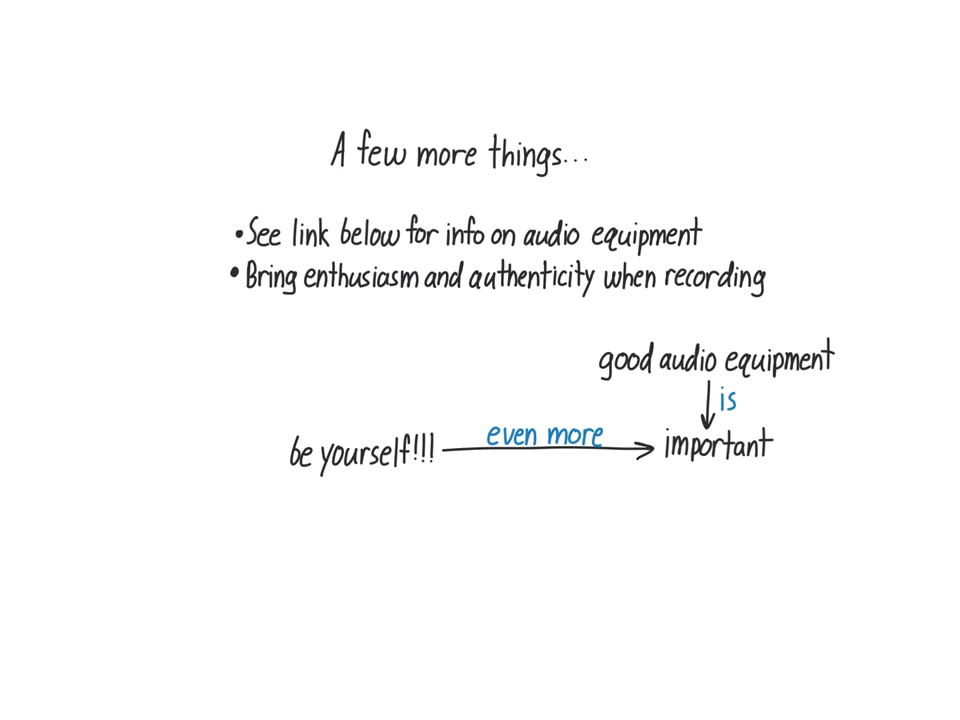 A few more things...
•See link below for info on audio equipment
•Bring enthusiasm and authenticity when recording
good audio equipment
is
even more
be yourself!!! important